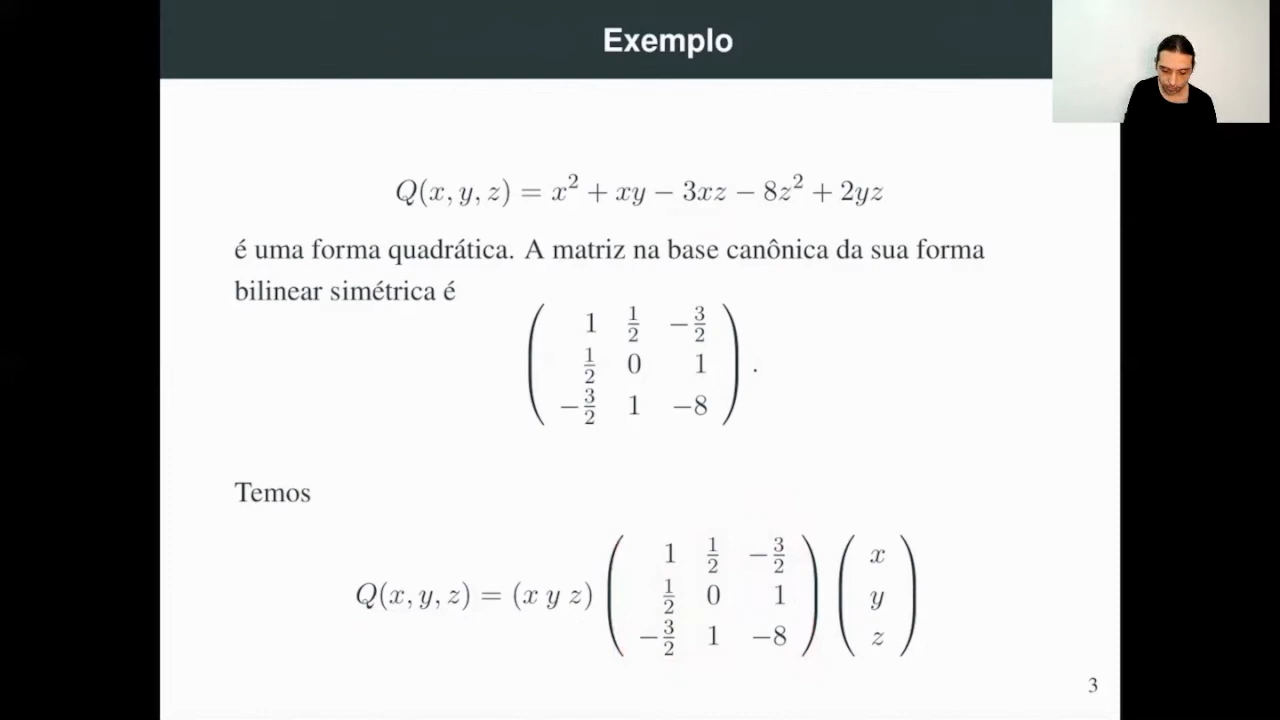 Exemplo
Q(x, y, z) = x² + xy − 3xz − 8z² + 2yz
é uma forma quadrática. A matriz na base canônica da sua forma
bilinear simétrica é
( 1 1/2 −3/2
1/2 0 1
−3/2 1 −8 ) .
Temos
Q(x, y, z) = (x y z) ( 1 1/2 −3/2
1/2 0 1
−3/2 1 −8 ) ( x
y
z )
3